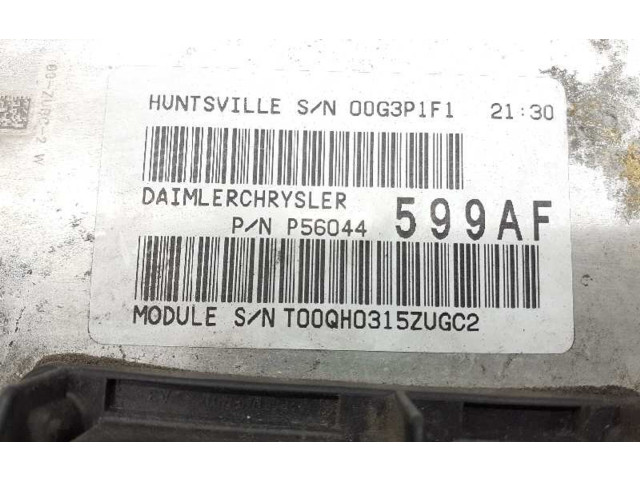 HUNTSVILLE S/N 00G3P1F1 21:30
DAIMLERCHRYSLER
P/N P56044 599AF
MODULE S/N T00QH0315ZUGC2